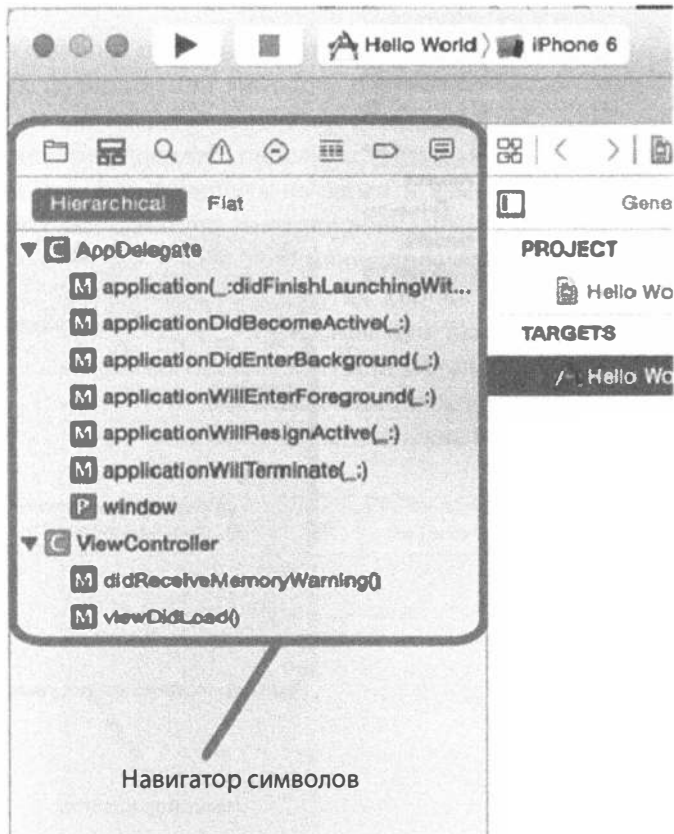 Hello World iPhone 6
Hierarchical Flat
Gene
C AppDelegate
PROJECT
M application(_:didFinishLaunchingWit...
Hello Wo
M applicationDidBecomeActive(_:)
TARGETS
M applicationDidEnterBackground(_:)
Hello Wo
M applicationWillEnterForeground(_:)
M applicationWillResignActive(_:)
M applicationWillTerminate(_:)
P window
C ViewController
M didReceiveMemoryWarning()
M viewDidLoad()
Навигатор символов